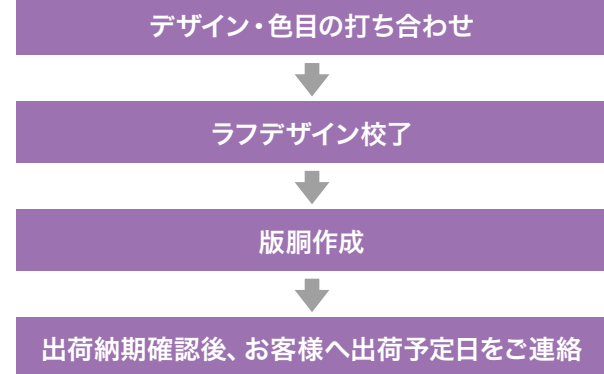 デザイン・色目の打ち合わせ
ラフデザイン校了
版胴作成
出荷納期確認後、お客様へ出荷予定日をご連絡